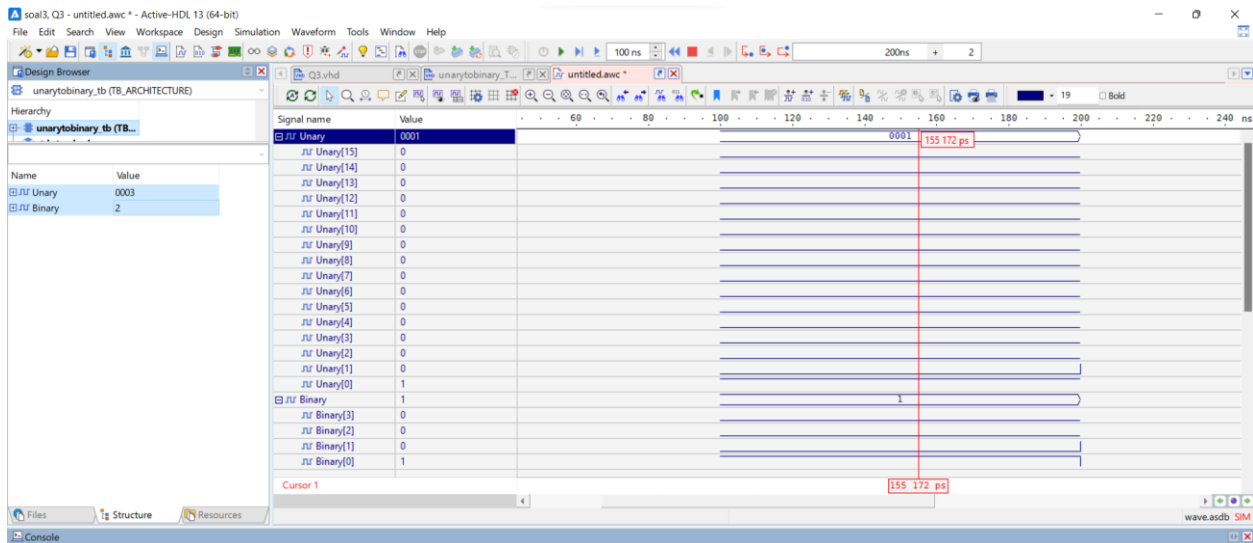 soal3, Q3 - untitled.awc * - Active-HDL 13 (64-bit)
File Edit Search View Workspace Design Simulation Waveform Tools Window Help
100 ns
200ns + 2
Design Browser
unarytobinary_tb (TB_ARCHITECTURE)
Hierarchy
unarytobinary_tb (TB...
Name Value
Unary 0003
Binary 2
Files Structure Resources
Console
Q3.vhd unarytobinary_T... untitled.awc *
19 Bold
Signal name Value 60 80 100 120 140 160 180 200 220 240 ns
Unary 0001 0001
155 172 ps
Unary[15] 0
Unary[14] 0
Unary[13] 0
Unary[12] 0
Unary[11] 0
Unary[10] 0
Unary[9] 0
Unary[8] 0
Unary[7] 0
Unary[6] 0
Unary[5] 0
Unary[4] 0
Unary[3] 0
Unary[2] 0
Unary[1] 0
Unary[0] 1
Binary 1 1
Binary[3] 0
Binary[2] 0
Binary[1] 0
Binary[0] 1
Cursor 1 155 172 ps
wave.asdb SIM